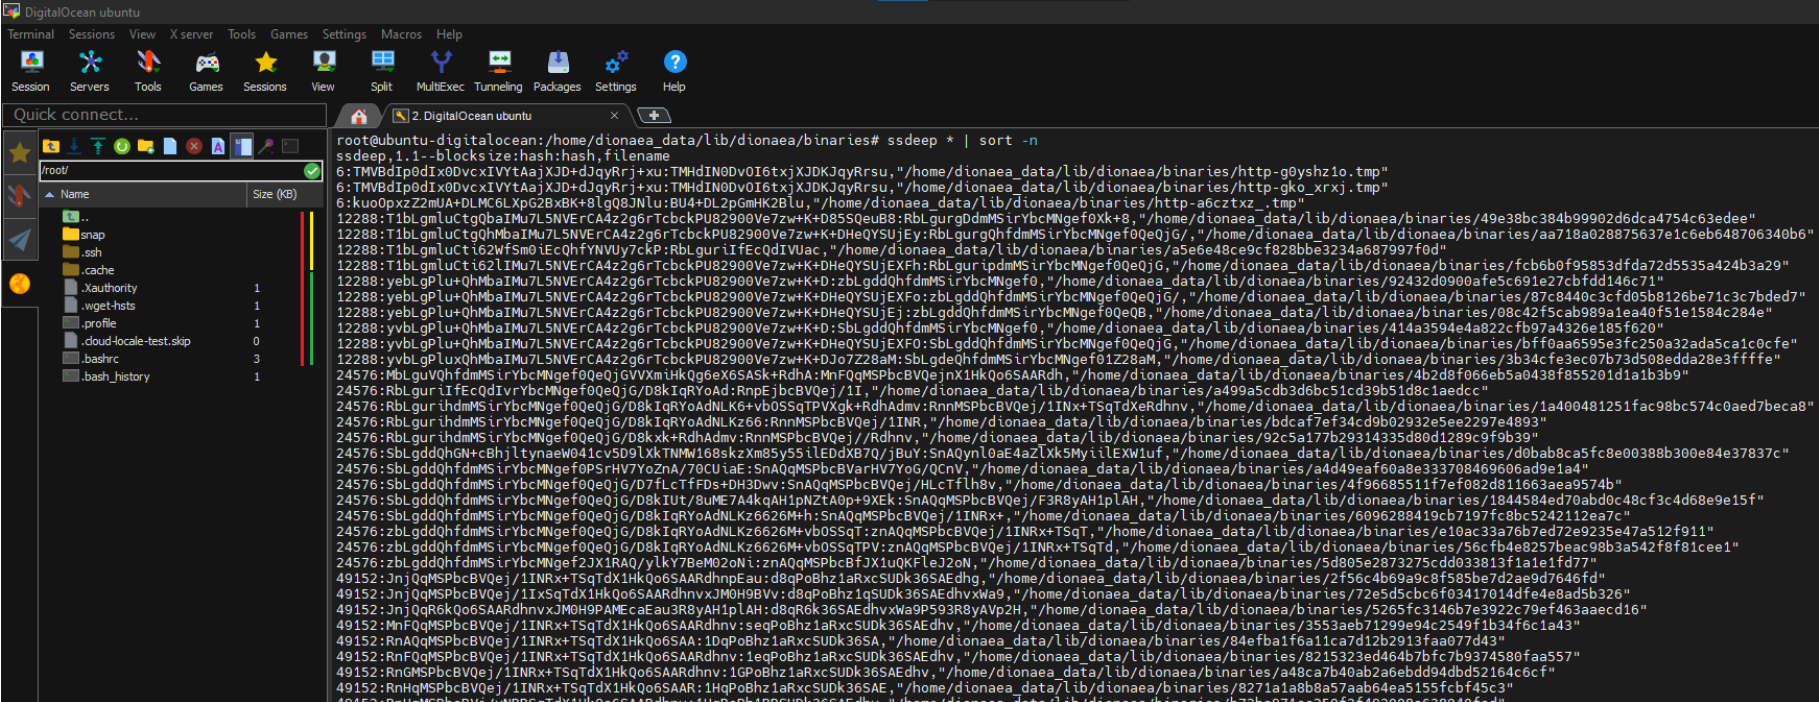 DigitalOcean ubuntu
Terminal Sessions View X server Tools Games Settings Macros Help
Session Servers Tools Games Sessions View Split MultiExec Tunneling Packages Settings Help
Quick connect...
2. DigitalOcean ubuntu
/root/
Name Size (KB)
..
snap
.ssh
.cache
.Xauthority 1
.wget-hsts 1
.profile 1
.cloud-locale-test.skip 0
.bashrc 3
.bash_history 1
root@ubuntu-digitalocean:/home/dionaea_data/lib/dionaea/binaries# ssdeep * | sort -n
ssdeep,1.1--blocksize:hash:hash,filename
6:TMVBdIp0dIx0DvcxIVYtAajXJD+dJqyRrj+xu:TMHdIN0DvOI6txjXJDKJqyRrsu,"/home/dionaea_data/lib/dionaea/binaries/http-g0yshz1o.tmp"
6:TMVBdIp0dIx0DvcxIVYtAajXJD+dJqyRrj+xu:TMHdIN0DvOI6txjXJDKJqyRrsu,"/home/dionaea_data/lib/dionaea/binaries/http-gko_xrxj.tmp"
6:kuoOpxzZ2mUA+DLMC6LXpG2BxBK+8lgQ8JNlu:BU4+DL2pGmHK2Blu,"/home/dionaea_data/lib/dionaea/binaries/http-a6cztxz_.tmp"
12288:T1bLgmluCtgQbaIMu7L5NVErCA4z2g6rTcbckPU82900Ve7zw+K+D85SQeuB8:RbLgurgDdmMSirYbcMNgef0Xk+8,"/home/dionaea_data/lib/dionaea/binaries/49e38bc384b99902d6dca4754c63edee"
12288:T1bLgmluCtgQhMbaIMu7L5NVErCA4z2g6rTcbckPU82900Ve7zw+K+DHeQYSUjEy:RbLgurgQhfdmMSirYbcMNgef0QeQjG/,"/home/dionaea_data/lib/dionaea/binaries/aa718a028875637e1c6eb648706340b6"
12288:T1bLgmluCti62WfSm0iEcQhfYNVUy7ckP:RbLguriIfEcQdIVUac,"/home/dionaea_data/lib/dionaea/binaries/a5e6e48ce9cf828bbe3234a687997f0d"
12288:T1bLgmluCti62lIMu7L5NVErCA4z2g6rTcbckPU82900Ve7zw+K+DHeQYSUjEXFh:RbLguripdmMSirYbcMNgef0QeQjG,"/home/dionaea_data/lib/dionaea/binaries/fcb6b0f95853dfda72d5535a424b3a29"
12288:yebLgPlu+QhMbaIMu7L5NVErCA4z2g6rTcbckPU82900Ve7zw+K+D:zbLgddQhfdmMSirYbcMNgef0,"/home/dionaea_data/lib/dionaea/binaries/92432d0900afe5c691e27cbfdd146c71"
12288:yebLgPlu+QhMbaIMu7L5NVErCA4z2g6rTcbckPU82900Ve7zw+K+DHeQYSUjEXFo:zbLgddQhfdmMSirYbcMNgef0QeQjG/,"/home/dionaea_data/lib/dionaea/binaries/87c8440c3cfd05b8126be71c3c7bded7"
12288:yebLgPlu+QhMbaIMu7L5NVErCA4z2g6rTcbckPU82900Ve7zw+K+DHeQYSUjEj:zbLgddQhfdmMSirYbcMNgef0QeQB,"/home/dionaea_data/lib/dionaea/binaries/08c42f5cab989a1ea40f51e1584c284e"
12288:yvbLgPlu+QhMbaIMu7L5NVErCA4z2g6rTcbckPU82900Ve7zw+K+D:SbLgddQhfdmMSirYbcMNgef0,"/home/dionaea_data/lib/dionaea/binaries/414a3594e4a822cfb97a4326e185f620"
12288:yvbLgPlu+QhMbaIMu7L5NVErCA4z2g6rTcbckPU82900Ve7zw+K+DHeQYSUjEXFO:SbLgddQhfdmMSirYbcMNgef0QeQjG,"/home/dionaea_data/lib/dionaea/binaries/bff0aa6595e3fc250a32ada5ca1c0cfe"
12288:yvbLgPluxQhMbaIMu7L5NVErCA4z2g6rTcbckPU82900Ve7zw+K+DJo7Z28aM:SbLgdeQhfdmMSirYbcMNgef01Z28aM,"/home/dionaea_data/lib/dionaea/binaries/3b34cfe3ec07b73d508edda28e3ffffe"
24576:MbLguVQhfdmMSirYbcMNgef0QeQjGVVXmiHkQg6eX6SASk+RdhA:MnFQqMSPbcBVQejnX1HkQo6SAARdh,"/home/dionaea_data/lib/dionaea/binaries/4b2d8f066eb5a0438f855201d1a1b3b9"
24576:RbLguriIfEcQdIvrYbcMNgef0QeQjG/D8kIqRYoAd:RnpEjbcBVQej/1I,"/home/dionaea_data/lib/dionaea/binaries/a499a5cdb3d6bc51cd39b51d8c1aedcc"
24576:RbLgurihdmMSirYbcMNgef0QeQjG/D8kIqRYoAdNLK6+vbOSSqTPVXgk+RdhAdmv:RnnMSPbcBVQej/1INx+TSqTdXeRdhnv,"/home/dionaea_data/lib/dionaea/binaries/1a400481251fac98bc574c0aed7beca8"
24576:RbLgurihdmMSirYbcMNgef0QeQjG/D8kIqRYoAdNLKz66:RnnMSPbcBVQej/1INR,"/home/dionaea_data/lib/dionaea/binaries/bdcaf7ef34cd9b02932e5ee2297e4893"
24576:RbLgurihdmMSirYbcMNgef0QeQjG/D8kxk+RdhAdmv:RnnMSPbcBVQej//Rdhnv,"/home/dionaea_data/lib/dionaea/binaries/92c5a177b29314335d80d1289c9f9b39"
24576:SbLgddQhGN+cBhjltynaeW041cv5D9lXkTNMW168skzXm85y55ilEDdXB7Q/jBuY:SnAQynl0aE4aZlXk5MyiilEXW1uf,"/home/dionaea_data/lib/dionaea/binaries/d0bab8ca5fc8e00388b300e84e37837c"
24576:SbLgddQhfdmMSirYbcMNgef0PSrHV7YoZnA/70CUiaE:SnAQqMSPbcBVarHV7YoG/QCnV,"/home/dionaea_data/lib/dionaea/binaries/a4d49eaf60a8e333708469606ad9e1a4"
24576:SbLgddQhfdmMSirYbcMNgef0QeQjG/D7fLcTfFDs+DH3Dwv:SnAQqMSPbcBVQej/HLcTflh8v,"/home/dionaea_data/lib/dionaea/binaries/4f96685511f7ef082d811663aea9574b"
24576:SbLgddQhfdmMSirYbcMNgef0QeQjG/D8kIUt/8uME7A4kqAH1pNZtA0p+9XEk:SnAQqMSPbcBVQej/F3R8yAH1plAH,"/home/dionaea_data/lib/dionaea/binaries/1844584ed70abd0c48cf3c4d68e9e15f"
24576:SbLgddQhfdmMSirYbcMNgef0QeQjG/D8kIqRYoAdNLKz6626M+h:SnAQqMSPbcBVQej/1INRx+,"/home/dionaea_data/lib/dionaea/binaries/6096288419cb7197fc8bc5242112ea7c"
24576:zbLgddQhfdmMSirYbcMNgef0QeQjG/D8kIqRYoAdNLKz6626M+vbOSSqT:znAQqMSPbcBVQej/1INRx+TSqT,"/home/dionaea_data/lib/dionaea/binaries/e10ac33a76b7ed72e9235e47a512f911"
24576:zbLgddQhfdmMSirYbcMNgef0QeQjG/D8kIqRYoAdNLKz6626M+vbOSSqTPV:znAQqMSPbcBVQej/1INRx+TSqTd,"/home/dionaea_data/lib/dionaea/binaries/56cfb4e8257beac98b3a542f8f81cee1"
24576:zbLgddQhfdmMSirYbcMNgef2JX1RAQ/ylkY7BeM02oNi:znAQqMSPbcBfJX1uQKFleJ2oN,"/home/dionaea_data/lib/dionaea/binaries/5d805e2873275cdd033813f1a1e1fd77"
49152:JnjQqMSPbcBVQej/1INRx+TSqTdX1HkQo6SAARdhnpEau:d8qPoBhz1aRxcSUDk36SAEdhg,"/home/dionaea_data/lib/dionaea/binaries/2f56c4b69a9c8f585be7d2ae9d7646fd"
49152:JnjQqMSPbcBVQej/1IxSqTdX1HkQo6SAARdhnvxJM0H9BVv:d8qPoBhz1qSUDk36SAEdhvxWa9,"/home/dionaea_data/lib/dionaea/binaries/72e5d5cbc6f03417014dfe4e8ad5b326"
49152:JnjQqR6kQo6SAARdhnvxJM0H9PAMEcaEau3R8yAH1plAH:d8qR6k36SAEdhvxWa9P593R8yAVp2H,"/home/dionaea_data/lib/dionaea/binaries/5265fc3146b7e3922c79ef463aaecd16"
49152:MnFQqMSPbcBVQej/1INRx+TSqTdX1HkQo6SAARdhnv:seqPoBhz1aRxcSUDk36SAEdhv,"/home/dionaea_data/lib/dionaea/binaries/3553aeb71299e94c2549f1b34f6c1a43"
49152:RnAQqMSPbcBVQej/1INRx+TSqTdX1HkQo6SAA:1DqPoBhz1aRxcSUDk36SA,"/home/dionaea_data/lib/dionaea/binaries/84efba1f6a11ca7d12b2913faa077d43"
49152:RnFQqMSPbcBVQej/1INRx+TSqTdX1HkQo6SAARdhnv:1eqPoBhz1aRxcSUDk36SAEdhv,"/home/dionaea_data/lib/dionaea/binaries/8215323ed464b7bfc7b9374580faa557"
49152:RnGMSPbcBVQej/1INRx+TSqTdX1HkQo6SAARdhnv:1GPoBhz1aRxcSUDk36SAEdhv,"/home/dionaea_data/lib/dionaea/binaries/a48ca7b40ab2a6ebdd94dbd52164c6cf"
49152:RnHqMSPbcBVQej/1INRx+TSqTdX1HkQo6SAAR:1HqPoBhz1aRxcSUDk36SAE,"/home/dionaea_data/lib/dionaea/binaries/8271a1a8b8a57aab64ea5155fcbf45c3"